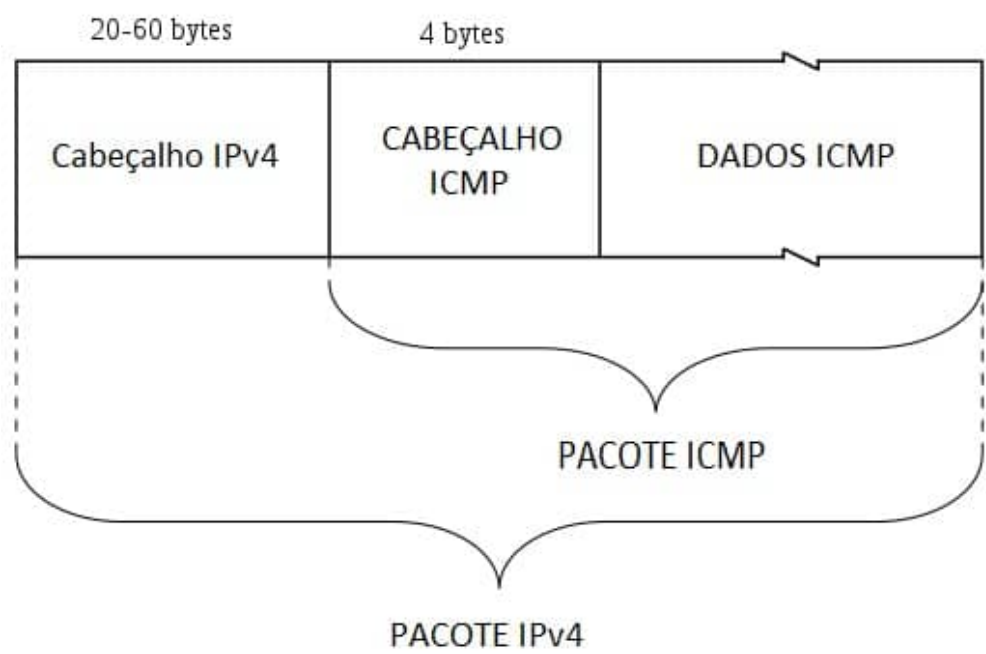 20-60 bytes
4 bytes
Cabeçalho IPv4
CABEÇALHO
ICMP
DADOS ICMP
PACOTE ICMP
PACOTE IPv4